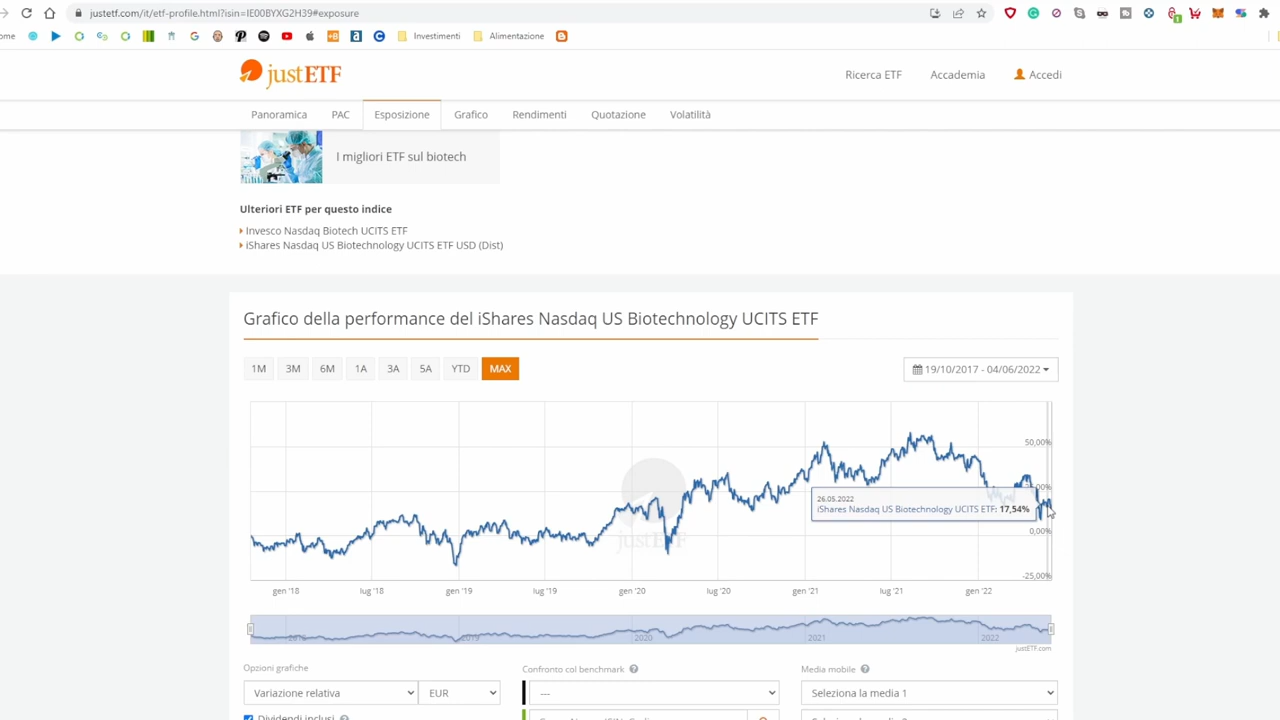 justetf.com/it/etf-profile.html?isin=IE00BYXG2H39#exposure
ome
Investimenti
Alimentazione
justETF
Ricerca ETF
Accademia
Accedi
Panoramica
PAC
Esposizione
Grafico
Rendimenti
Quotazione
Volatilità
I migliori ETF sul biotech
Ulteriori ETF per questo indice
Invesco Nasdaq Biotech UCITS ETF
iShares Nasdaq US Biotechnology UCITS ETF USD (Dist)
Grafico della performance del iShares Nasdaq US Biotechnology UCITS ETF
1M
3M
6M
1A
3A
5A
YTD
MAX
19/10/2017 - 04/06/2022
50,00%
26.05.2022
iShares Nasdaq US Biotechnology UCITS ETF: 17,54%
0,00%
justETF
-25,00%
gen '18
lug '18
gen '19
lug '19
gen '20
lug '20
gen '21
lug '21
gen '22
2019
2020
2021
2022
justETF.com
Opzioni grafiche
Confronto col benchmark
Media mobile
Variazione relativa
EUR
---
Seleziona la media 1
Dividendi inclusi